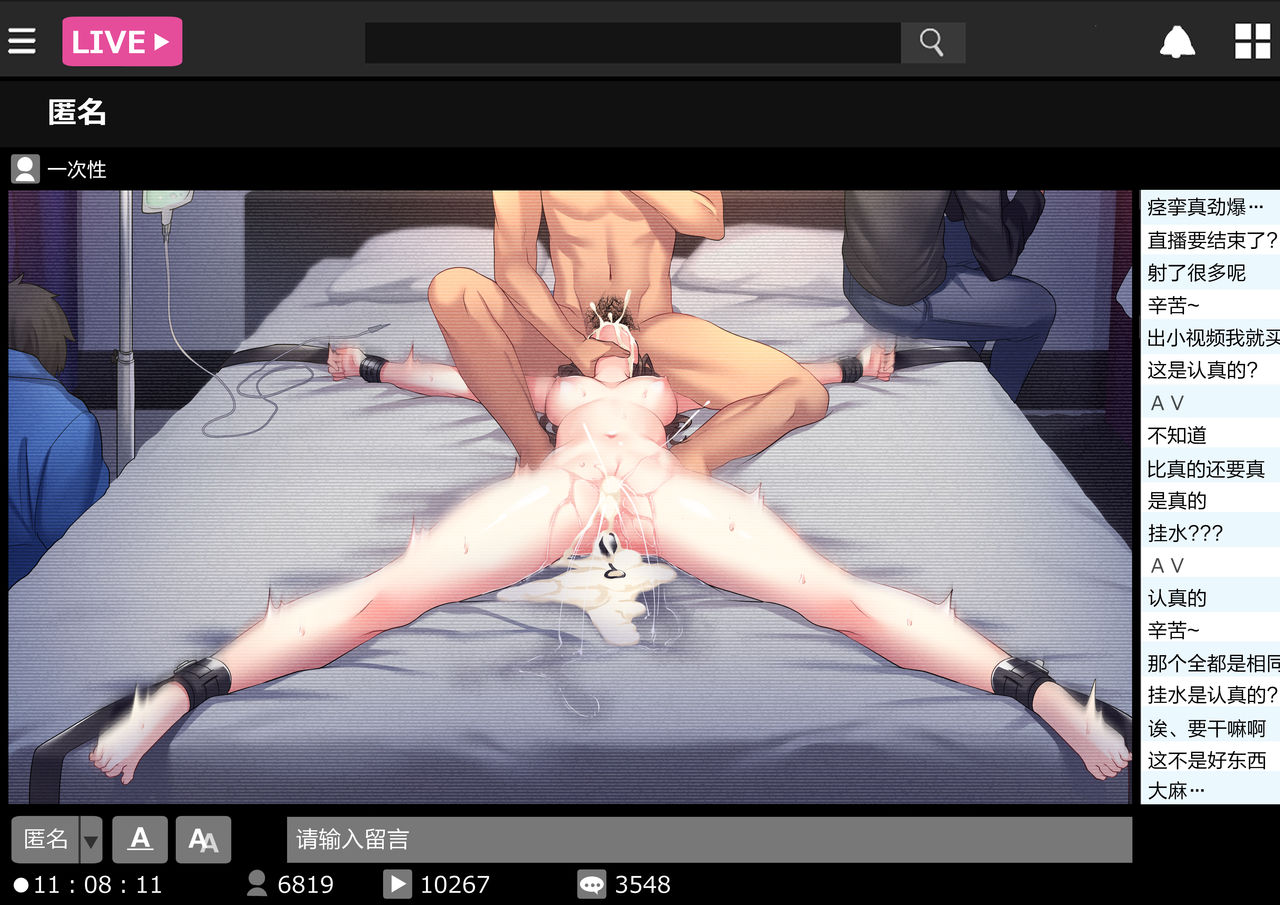 LIVE
匿名
一次性
痉挛真劲爆…
直播要结束了?
射了很多呢
辛苦~
出小视频我就买
这是认真的?
A V
不知道
比真的还要真
是真的
挂水???
A V
认真的
辛苦~
那个全都是相同
挂水是认真的?
诶、要干嘛啊
这不是好东西
大麻…
匿名 A AA 请输入留言
11 : 08 : 11 6819 10267 3548